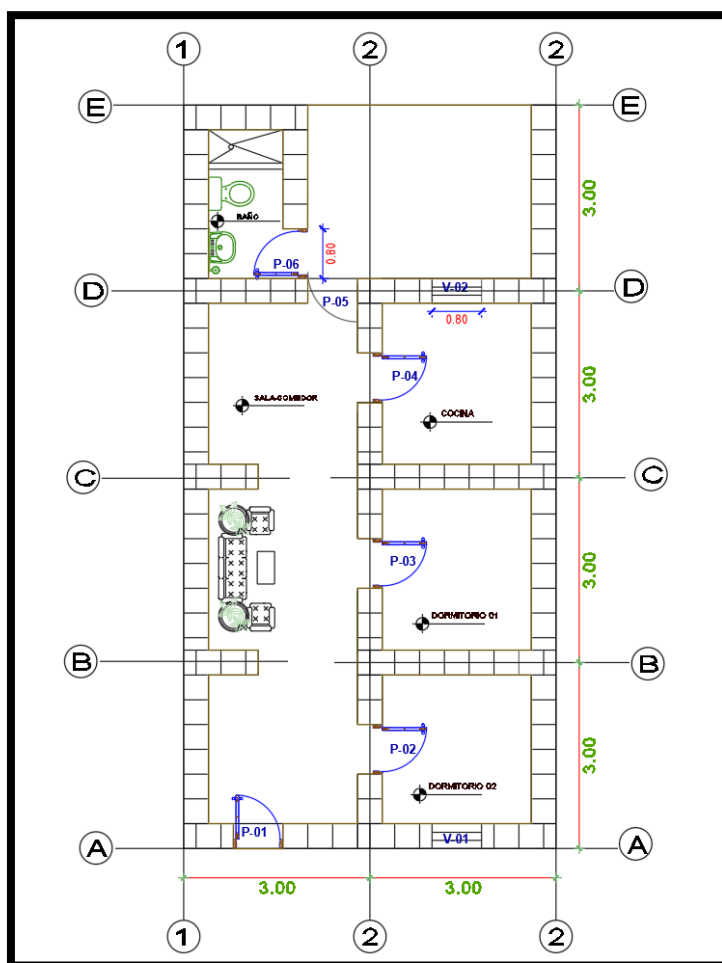 1 2 2
E E
3.00
BAÑO
P-06
0.80
D D
V-02
P-05
0.80
3.00
P-04
SALA-COMEDOR
COCINA
C C
P-03
3.00
DORMITORIO 01
B B
P-02
3.00
DORMITORIO 02
P-01
V-01
A A
3.00 3.00
1 2 2